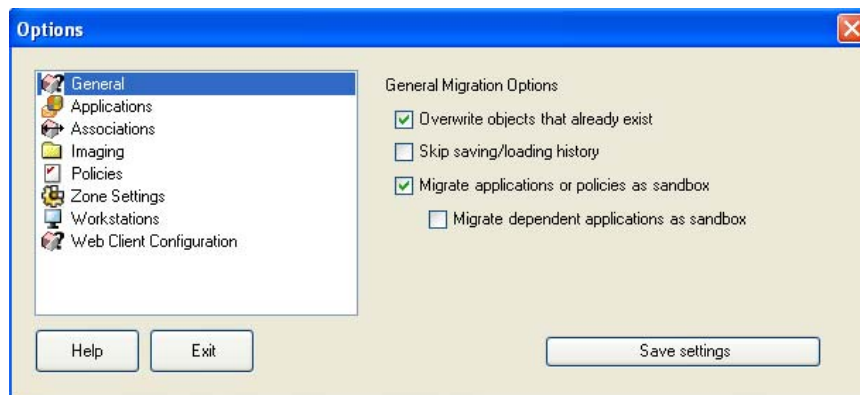 Options
General
Applications
Associations
Imaging
Policies
Zone Settings
Workstations
Web Client Configuration
General Migration Options
Overwrite objects that already exist
Skip saving/loading history
Migrate applications or policies as sandbox
Migrate dependent applications as sandbox
Help
Exit
Save settings